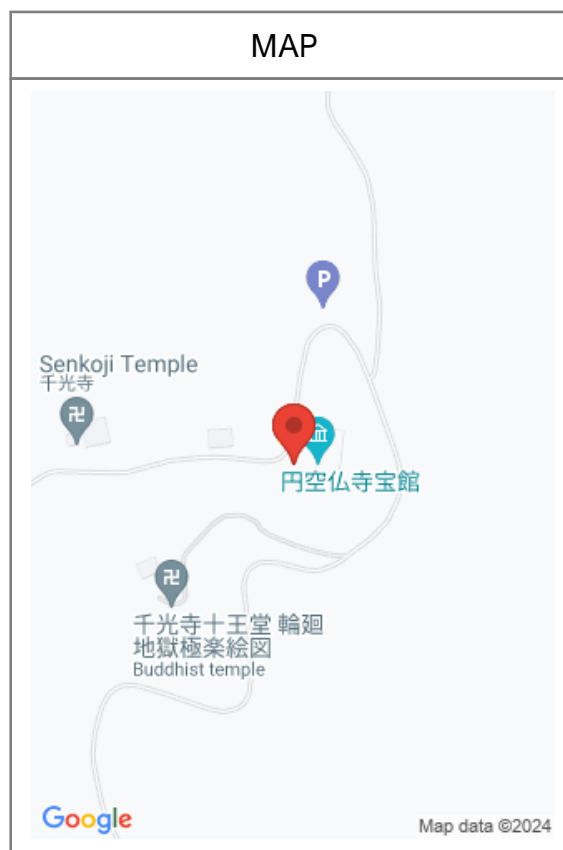 MAP
P
Senkoji Temple
千光寺
円空仏寺宝館
千光寺十王堂 輪廻
地獄極楽絵図
Buddhist temple
Google
Map data ©2024